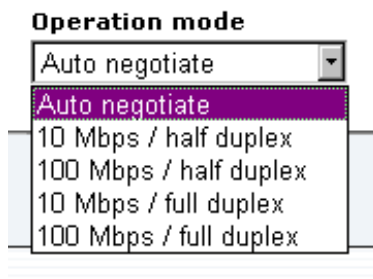 Operation mode
Auto negotiate
Auto negotiate
10 Mbps / half duplex
100 Mbps / half duplex
10 Mbps / full duplex
100 Mbps / full duplex